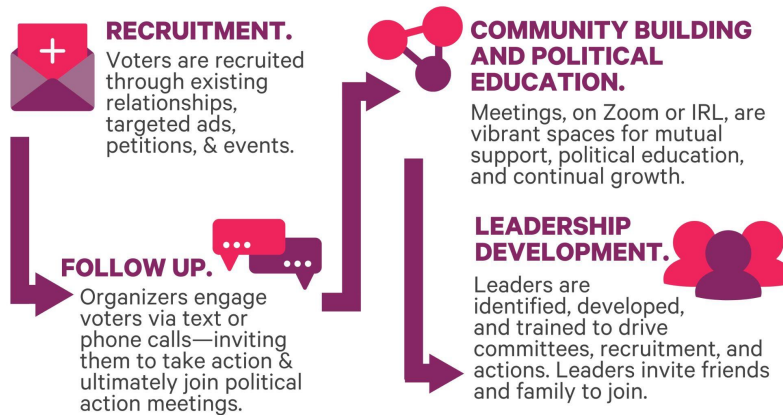 RECRUITMENT.
Voters are recruited
through existing
relationships,
targeted ads,
petitions, & events.
FOLLOW UP.
Organizers engage
voters via text or
phone calls—inviting
them to take action &
ultimately join political
action meetings.
COMMUNITY BUILDING
AND POLITICAL
EDUCATION.
Meetings, on Zoom or IRL, are
vibrant spaces for mutual
support, political education,
and continual growth.
LEADERSHIP
DEVELOPMENT.
Leaders are
identified, developed,
and trained to drive
committees, recruitment, and
actions. Leaders invite friends
and family to join.